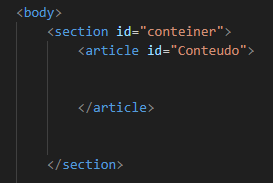 <body>
<section id="conteiner">
<article id="Conteudo">
</article>
</section>